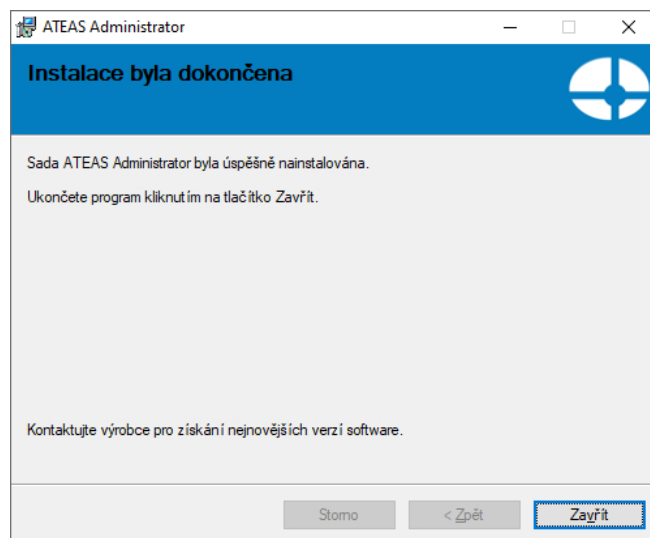 ATEAS Administrator
Instalace byla dokončena
Sada ATEAS Administrator byla úspěšně nainstalována.
Ukončete program kliknutím na tlačítko Zavřít.
Kontaktujte výrobce pro získání nejnovějších verzí software.
Storno
< Zpět
Zavřít